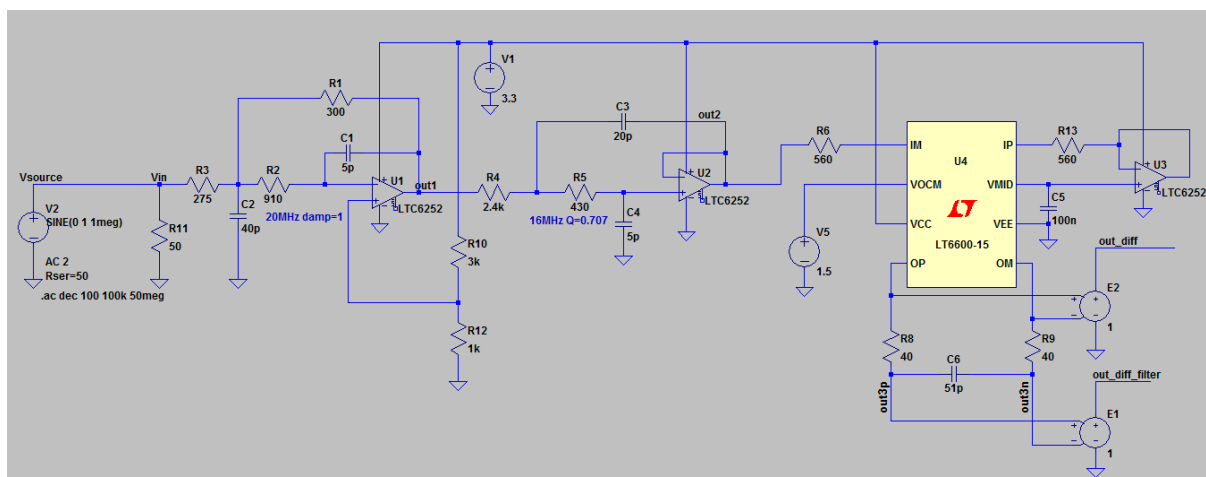 V1
3.3
R1
300
C3
20p
out2
C1
5p
R6
560
IM
IP
R13
560
U4
Vsource
Vin
R3
275
R2
910
U1
LTC6252
out1
R4
2.4k
R5
430
U2
LTC6252
VOCM
VMID
U3
LTC6252
V2
SINE(0 1 1meg)
AC 2
Rser=50
.ac dec 100 100k 50meg
R11
50
C2
40p
20MHz damp=1
16MHz Q=0.707
C4
5p
V5
1.5
C5
100n
VCC
VEE
LT6600-15
OP
OM
R10
3k
R12
1k
out_diff
E2
1
R8
40
R9
40
C6
51p
out3p
out3n
out_diff_filter
E1
1